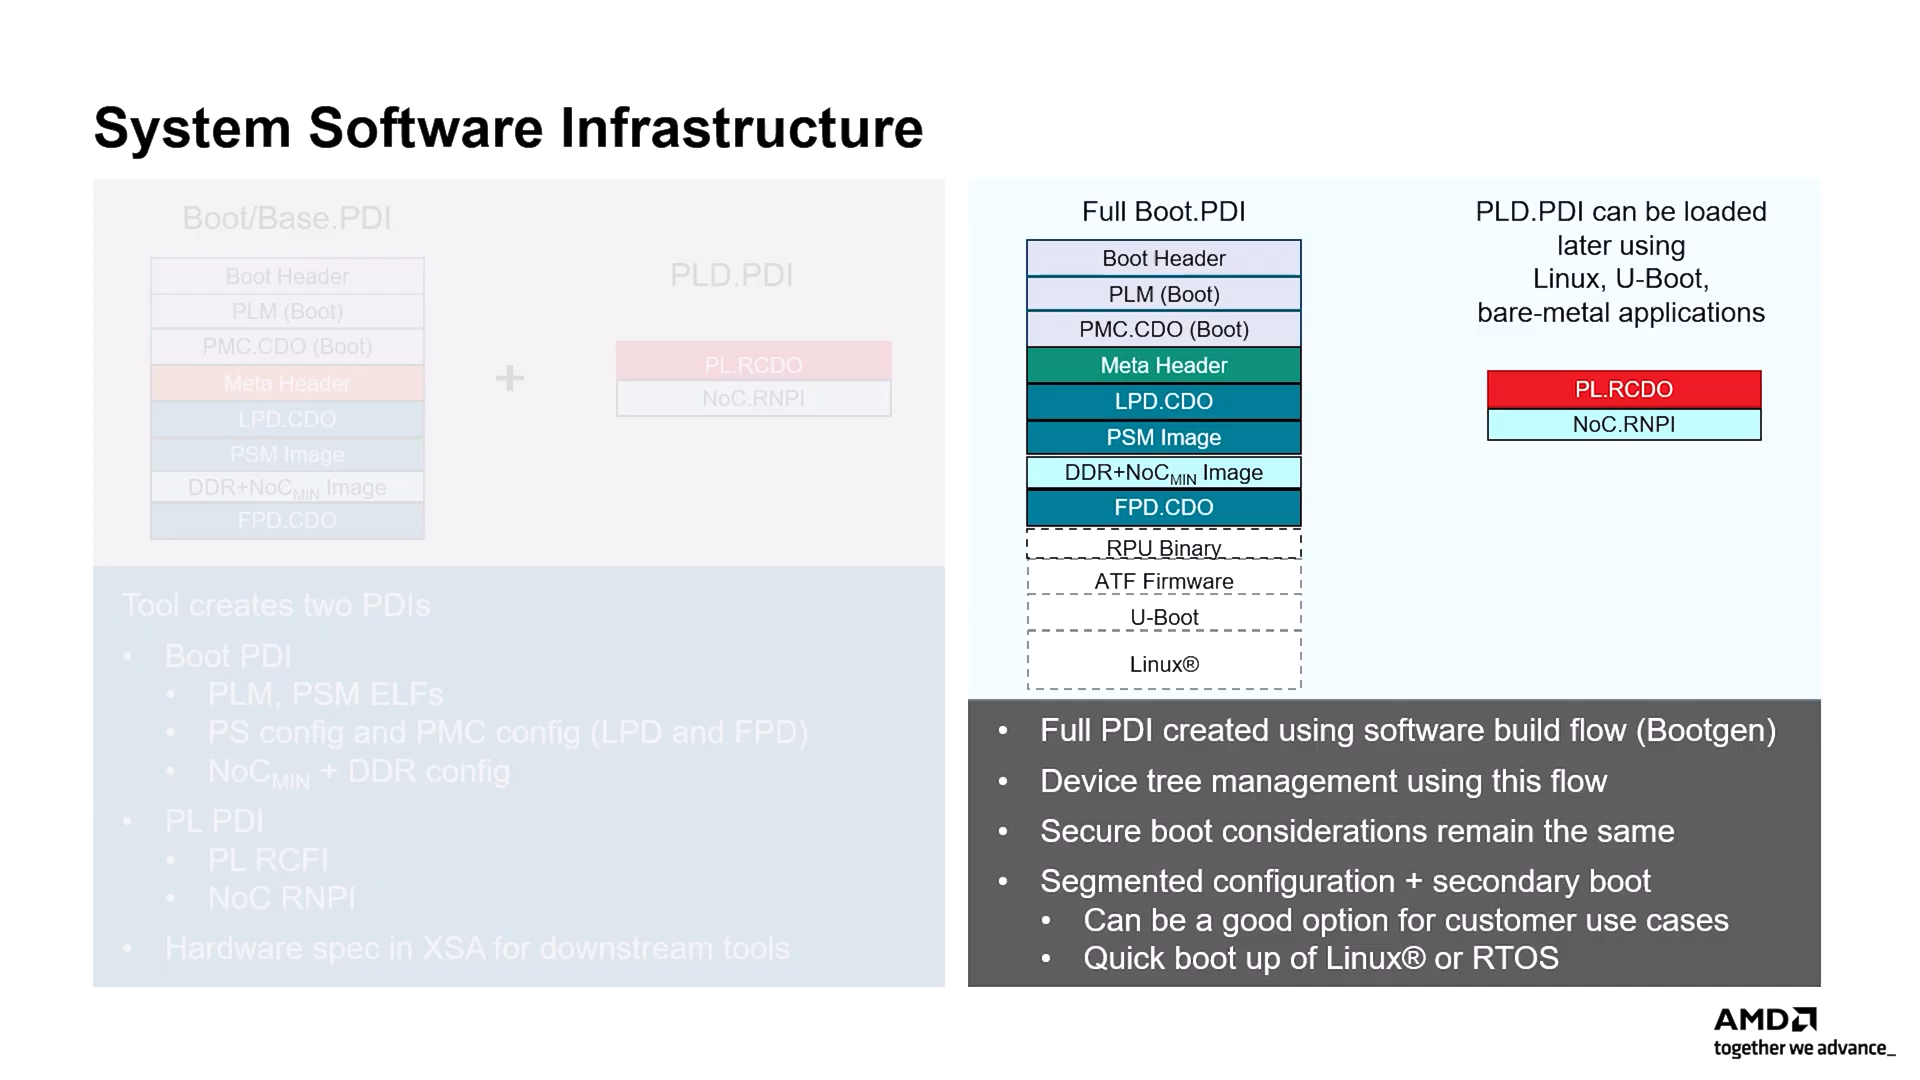 System Software Infrastructure
Boot/Base.PDI
Boot Header
PLM (Boot)
PMC.CDO (Boot)
Meta Header
LPD.CDO
PSM Image
DDR+NoCMIN Image
FPD.CDO
+
PLD.PDI
PL.RCDO
NoC.RNPI
Tool creates two PDIs
• Boot PDI
• PLM, PSM ELFs
• PS config and PMC config (LPD and FPD)
• NoCMIN + DDR config
• PL PDI
• PL RCFI
• NoC RNPI
• Hardware spec in XSA for downstream tools
Full Boot.PDI
Boot Header
PLM (Boot)
PMC.CDO (Boot)
Meta Header
LPD.CDO
PSM Image
DDR+NoCMIN Image
FPD.CDO
RPU Binary
ATF Firmware
U-Boot
Linux®
PLD.PDI can be loaded
later using
Linux, U-Boot,
bare-metal applications
PL.RCDO
NoC.RNPI
• Full PDI created using software build flow (Bootgen)
• Device tree management using this flow
• Secure boot considerations remain the same
• Segmented configuration + secondary boot
• Can be a good option for customer use cases
• Quick boot up of Linux® or RTOS
AMD
together we advance_